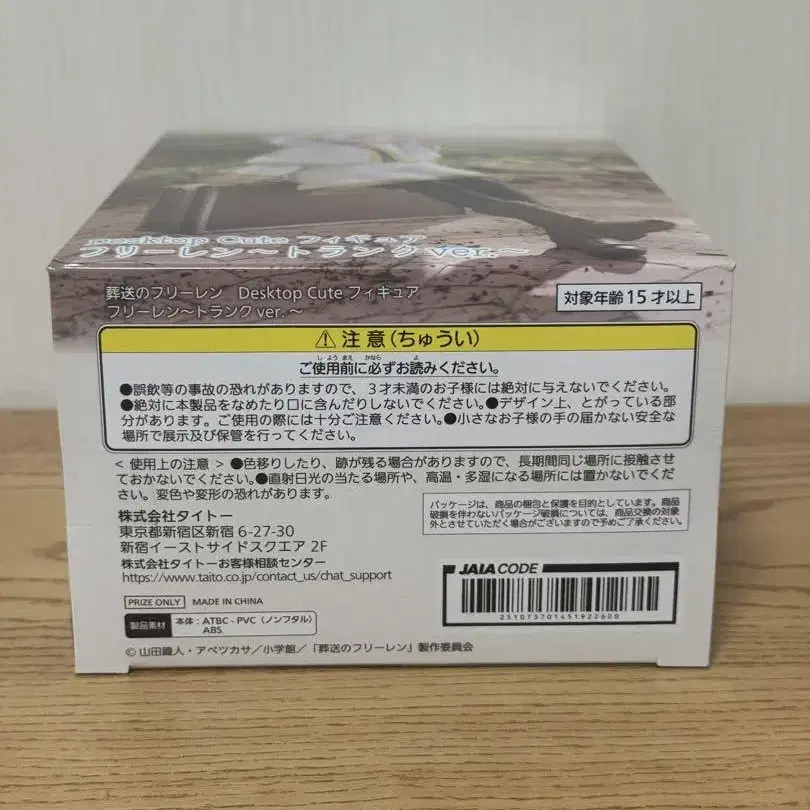 Desktop Cute フィギュア
フリーレン～トランク ver.～
葬送のフリーレン Desktop Cute フィギュア
フリーレン～トランク ver.～
対象年齢 15 才以上
⚠ 注 意（ちゅうい）
ご使用前に必ずお読みください。
●誤飲等の事故の恐れがありますので、３才未満のお子様には絶対に与えないでください。
●絶対に本製品をなめたり口に含んだりしないでください。●デザイン上、とがっている部
分があります。ご使用の際には十分ご注意ください。●小さなお子様の手の届かない安全な
場所で展示及び保管を行ってください。
< 使用上の注意 > ●色移りしたり、跡が残る場合がありますので、長期間同じ場所に接触させ
ておかないでください。●直射日光の当たる場所や、高温・多湿になる場所には置かないでくだ
さい。変色や変形の恐れがあります。
パッケージは、商品の梱包と保護を目的としています。商品
破損を伴わないパッケージ破損については、商品交換の対象
外とさせていただく場合がございますので予めご了承ください。
株式会社タイトー
東京都新宿区新宿 6-27-30
新宿イーストサイドスクエア 2F
株式会社タイトーお客様相談センター
https://www.taito.co.jp/contact_us/chat_support
JAIA CODE
251073701451922600
PRIZE ONLY MADE IN CHINA
製品素材 本体：ATBC - PVC（ノンフタル）
ABS
© 山田鐘人・アベツカサ／小学館／「葬送のフリーレン」製作委員会